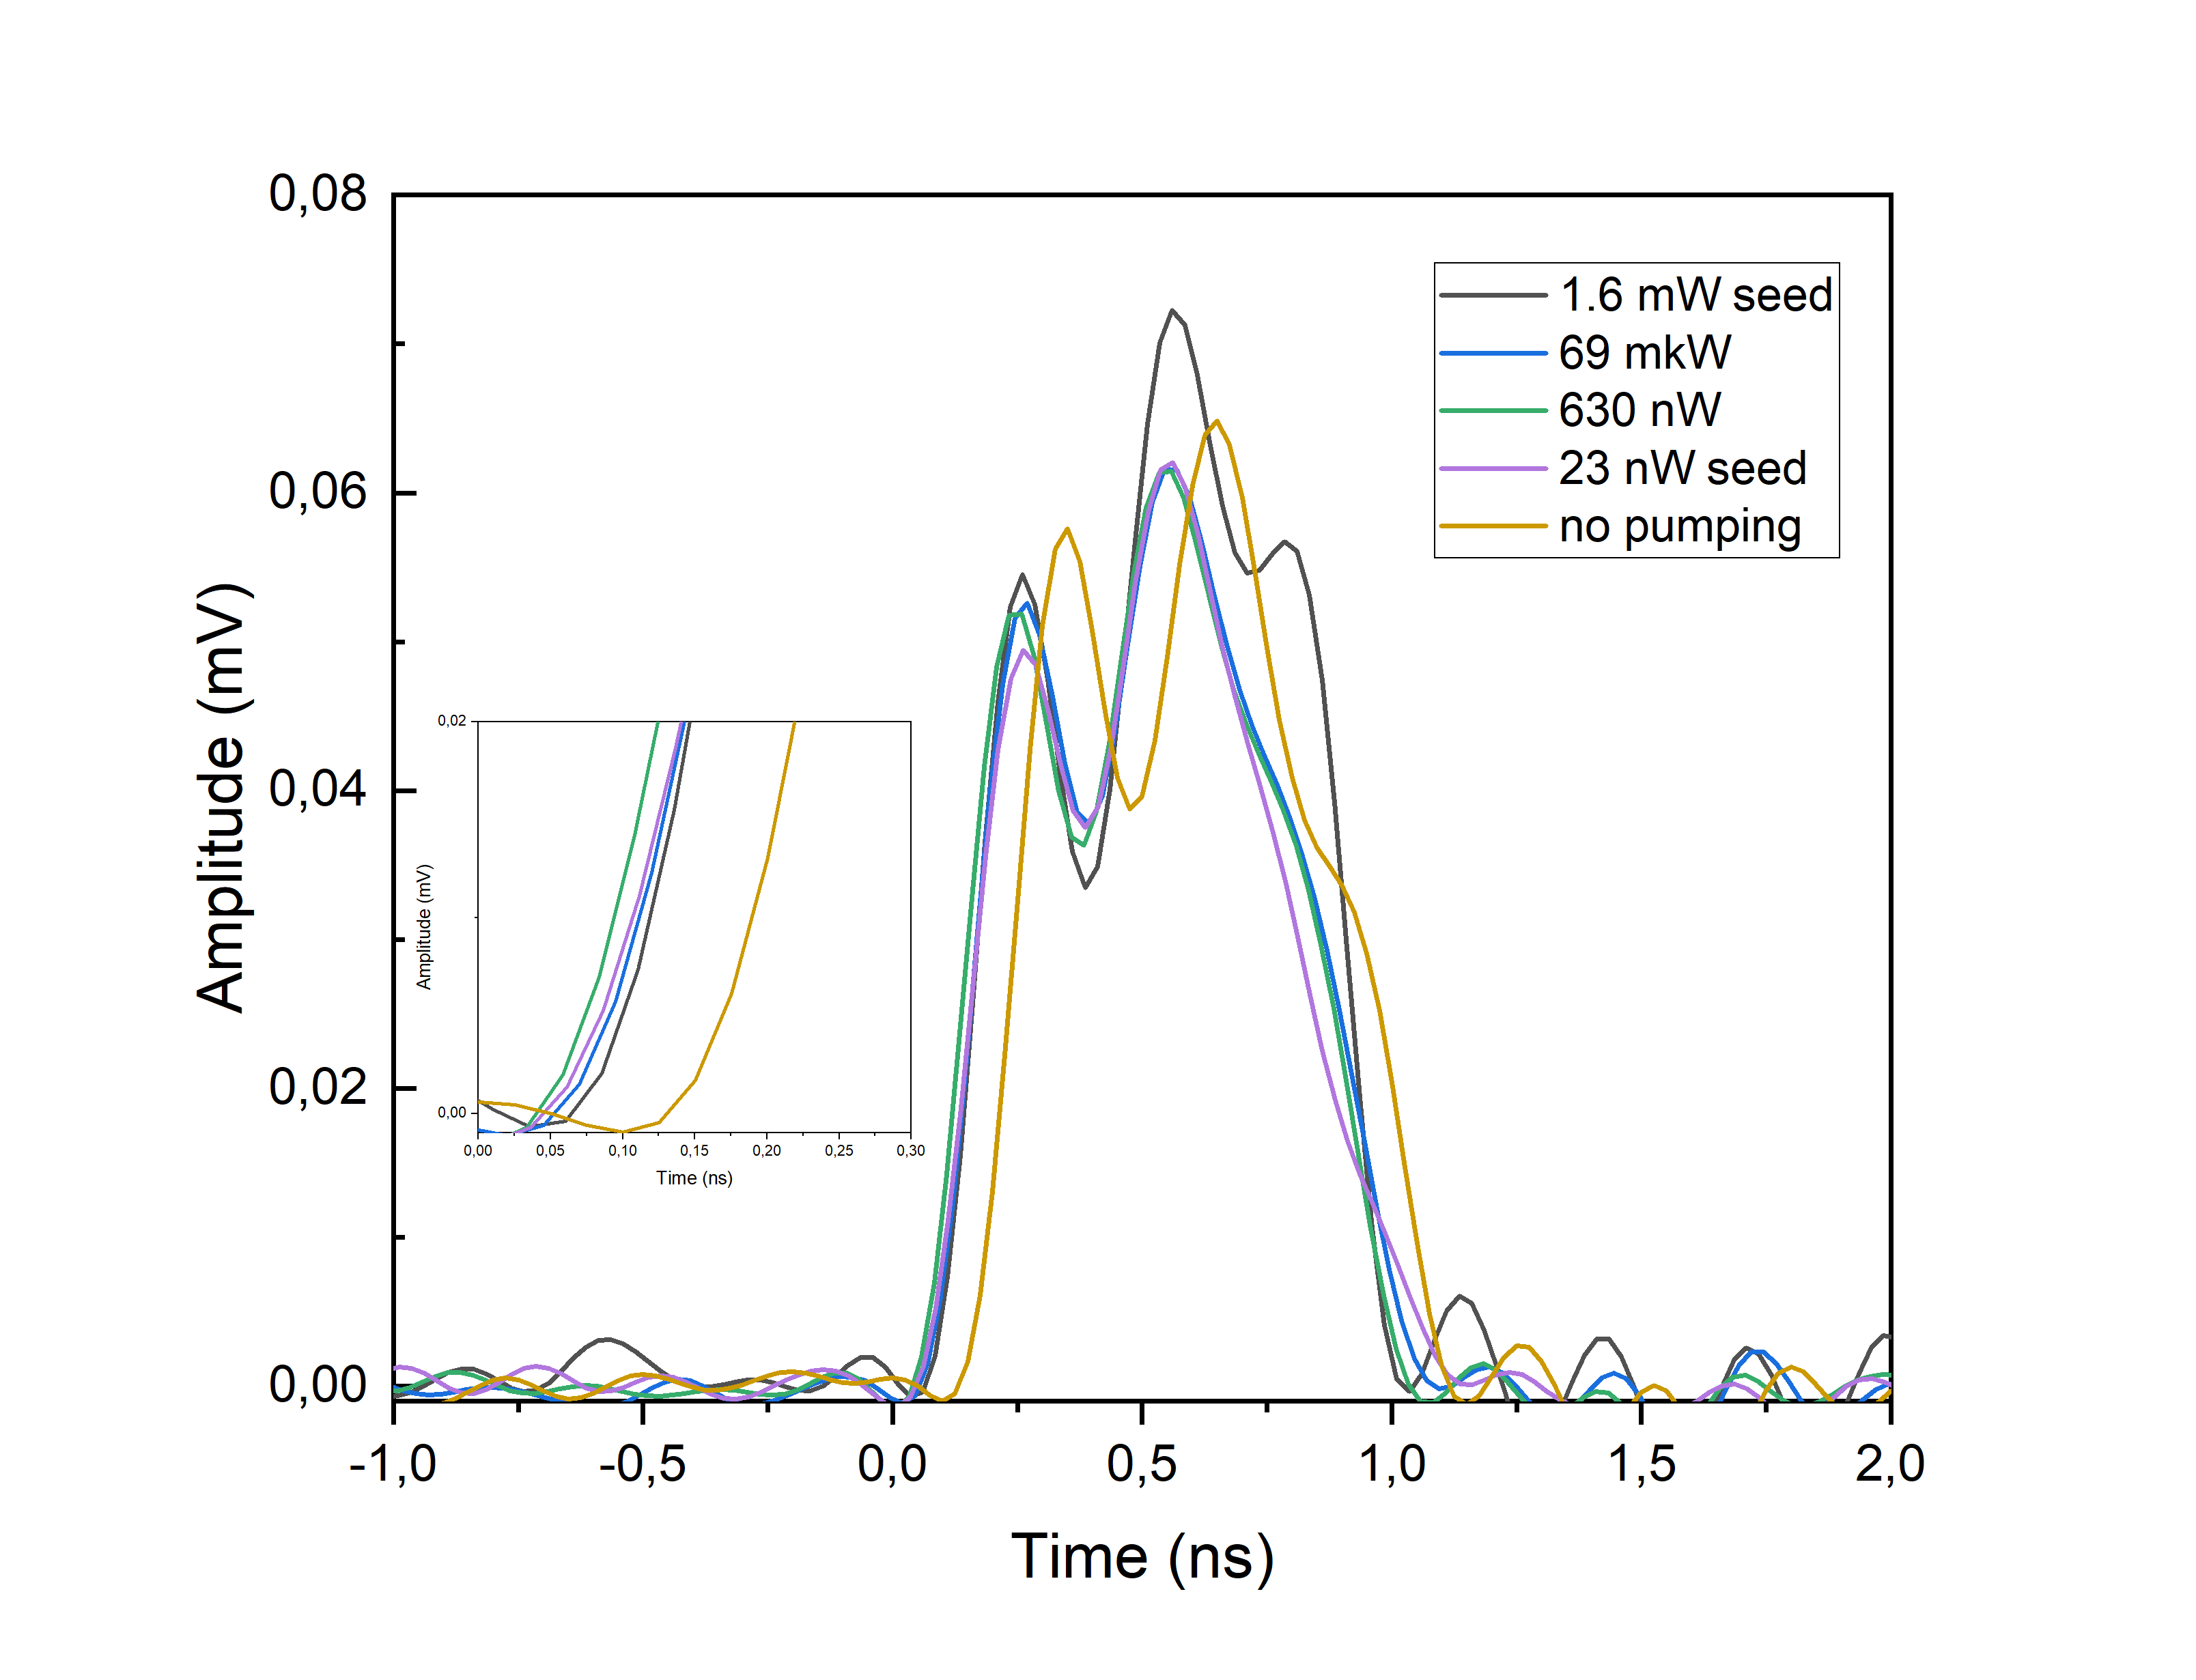 0,08
0,06
0,04
0,02
0,00
Amplitude (mV)
-1,0
-0,5
0,0
0,5
1,0
1,5
2,0
Time (ns)
1.6 mW seed
69 mkW
630 nW
23 nW seed
no pumping
0,02
0,00
Amplitude (mV)
0,00
0,05
0,10
0,15
0,20
0,25
0,30
Time (ns)